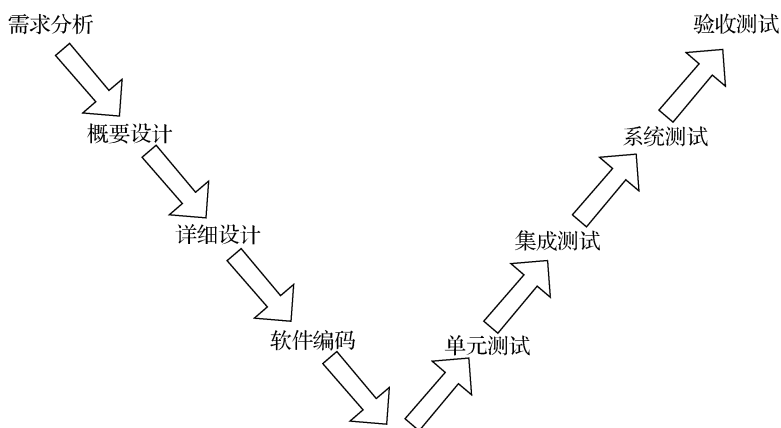 需求分析
验收测试
概要设计
系统测试
详细设计
集成测试
软件编码
单元测试